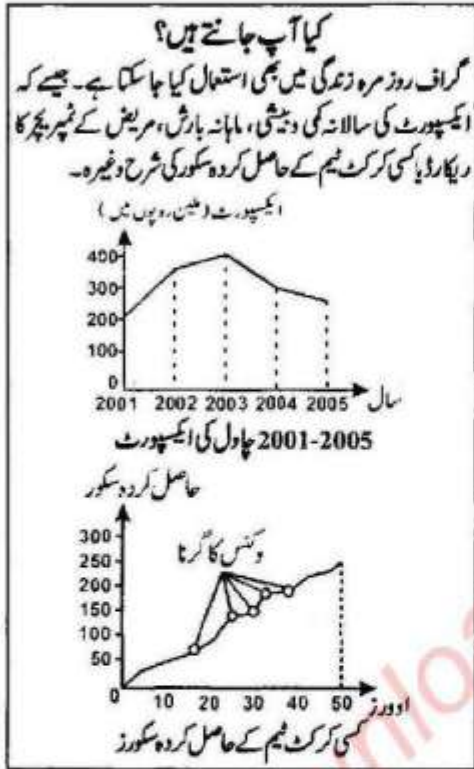 کیا آپ جانتے ہیں؟
گراف روزمرہ زندگی میں بھی استعمال کیا جا سکتا ہے۔ جیسے کہ
ایکسپورٹ کی سالانہ کمی و بیشی، ماہانہ بارش، مریض کے ٹمپریچر کا
ریکارڈ یا کسی کرکٹ ٹیم کے حاصل کردہ سکور کی شرح وغیرہ۔
ایکسپورٹ (ملین روپوں میں)
400
300
200
100
0
2001 2002 2003 2004 2005 سال
2001-2005 چاول کی ایکسپورٹ
حاصل کردہ سکور
وکٹس کا گرنا
300
250
200
150
100
50
0 10 20 30 40 50 اوورز
کسی کرکٹ ٹیم کے حاصل کردہ سکورز
nloa